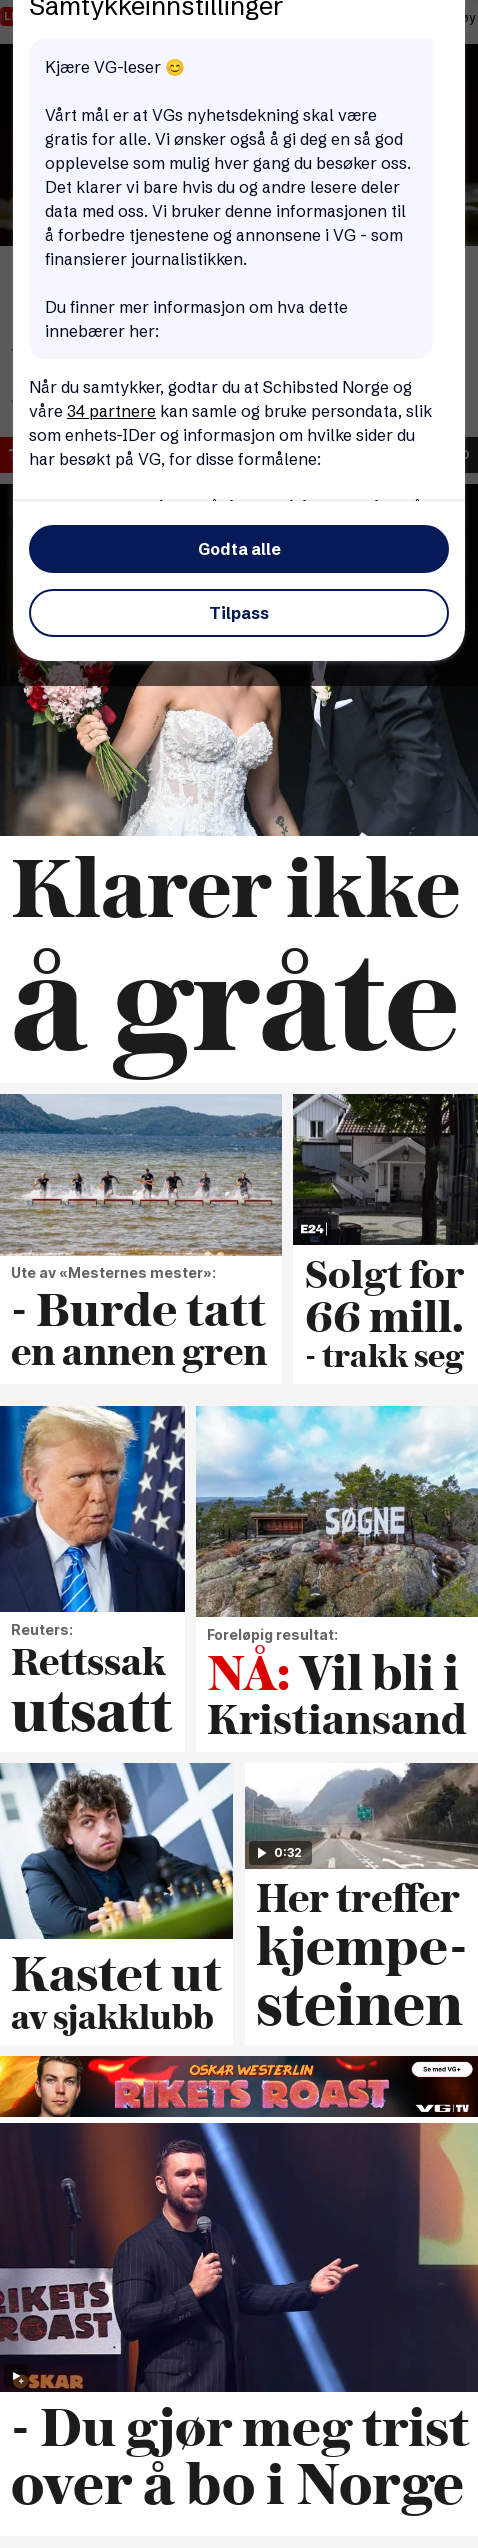 Samtykkeinnstillinger
Kjære VG-leser 😊
Vårt mål er at VGs nyhetsdekning skal være
gratis for alle. Vi ønsker også å gi deg en så god
opplevelse som mulig hver gang du besøker oss.
Det klarer vi bare hvis du og andre lesere deler
data med oss. Vi bruker denne informasjonen til
å forbedre tjenestene og annonsene i VG - som
finansierer journalistikken.
Du finner mer informasjon om hva dette
innebærer her:
Når du samtykker, godtar du at Schibsted Norge og
våre 34 partnere kan samle og bruke persondata, slik
som enhets-IDer og informasjon om hvilke sider du
har besøkt på VG, for disse formålene:
Godta alle
Tilpass
Klarer ikke
å gråte
E24
Ute av «Mesternes mester»:
- Burde tatt
en annen gren
Solgt for
66 mill.
- trakk seg
SØGNE
Reuters:
Rettssak
utsatt
Foreløpig resultat:
NÅ: Vil bli i
Kristiansand
0:32
Kastet ut
av sjakklubb
Her treffer
kjempe-
steinen
OSKAR WESTERLIN
RIKETS ROAST
Se med VG+
VG TV
RIKETS
ROAST
OSKAR
- Du gjør meg trist
over å bo i Norge